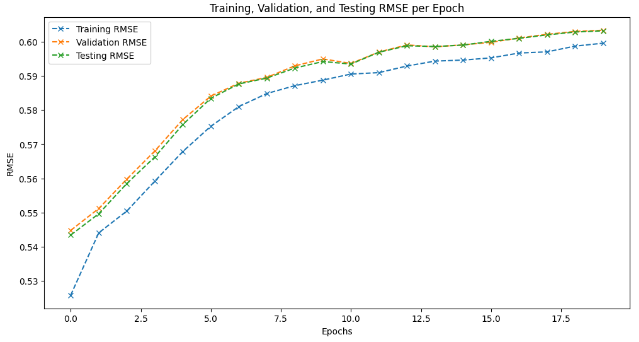 Training, Validation, and Testing RMSE per Epoch
Training RMSE
Validation RMSE
Testing RMSE
0.60
0.59
0.58
0.57
0.56
0.55
0.54
0.53
RMSE
0.0 2.5 5.0 7.5 10.0 12.5 15.0 17.5
Epochs